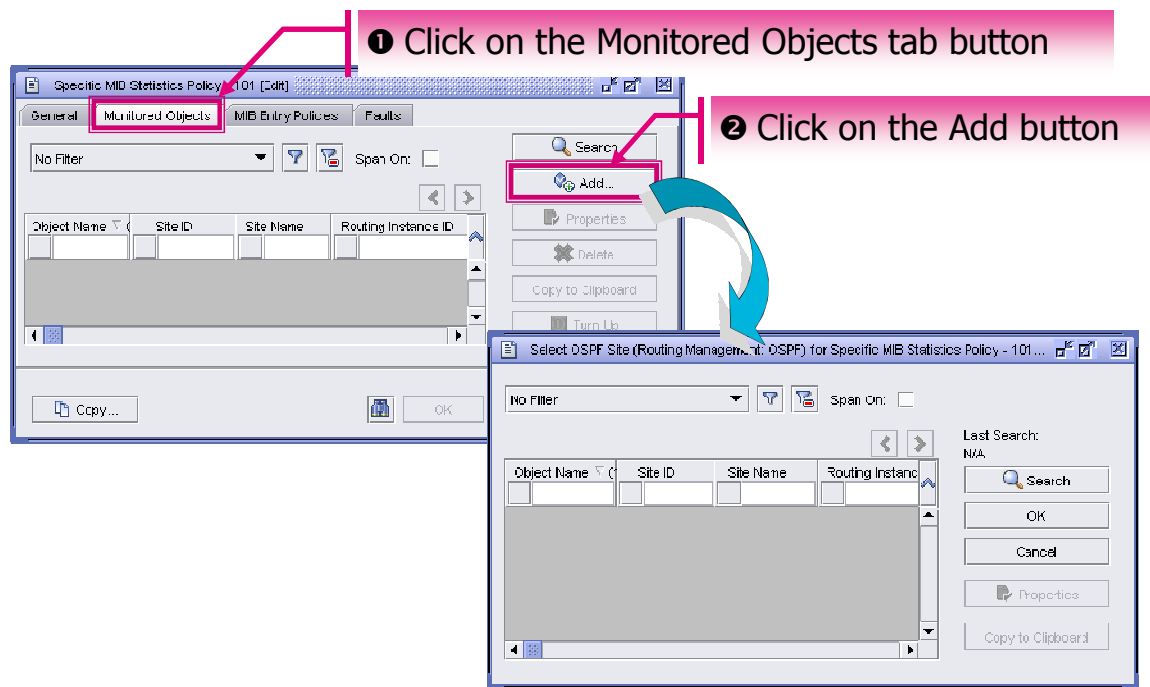 ❶ Click on the Monitored Objects tab button
Specific MIB Statistics Policy - 101 [Edit]
General Monitored Objects MIB Entry Policies Faults
❷ Click on the Add button
No Filter Span On: Search
Add...
Properties
Object Name Site ID Site Name Routing Instance ID
Delete
Copy to Clipboard
Turn Up
Copy... OK
Select OSPF Site (Routing Management: OSPF) for Specific MIB Statistics Policy - 101...
No Filter Span On:
Last Search:
N/A
Object Name Site ID Site Name Routing Instanc
Search
OK
Cancel
Properties
Copy to Clipboard